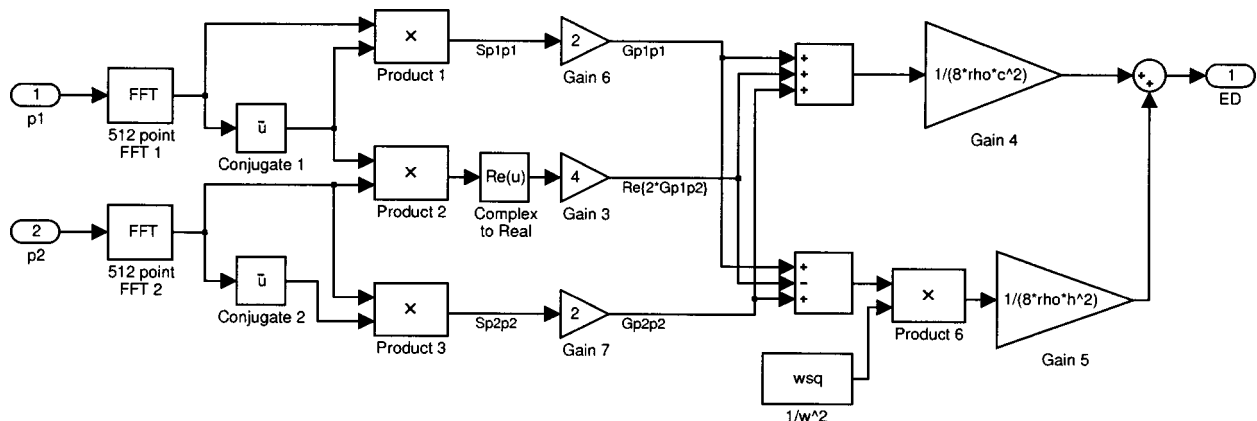 1
p1
FFT
512 point
FFT 1
ū
Conjugate 1
×
Product 1
Sp1p1
2
Gain 6
Gp1p1
+
+
+
1/(8*rho*c^2)
Gain 4
+
+
1
ED
×
Product 2
Re(u)
Complex
to Real
4
Gain 3
Re{2*Gp1p2}
2
p2
FFT
512 point
FFT 2
ū
Conjugate 2
×
Product 3
Sp2p2
2
Gain 7
Gp2p2
+
−
+
×
Product 6
1/(8*rho*h^2)
Gain 5
wsq
1/w^2